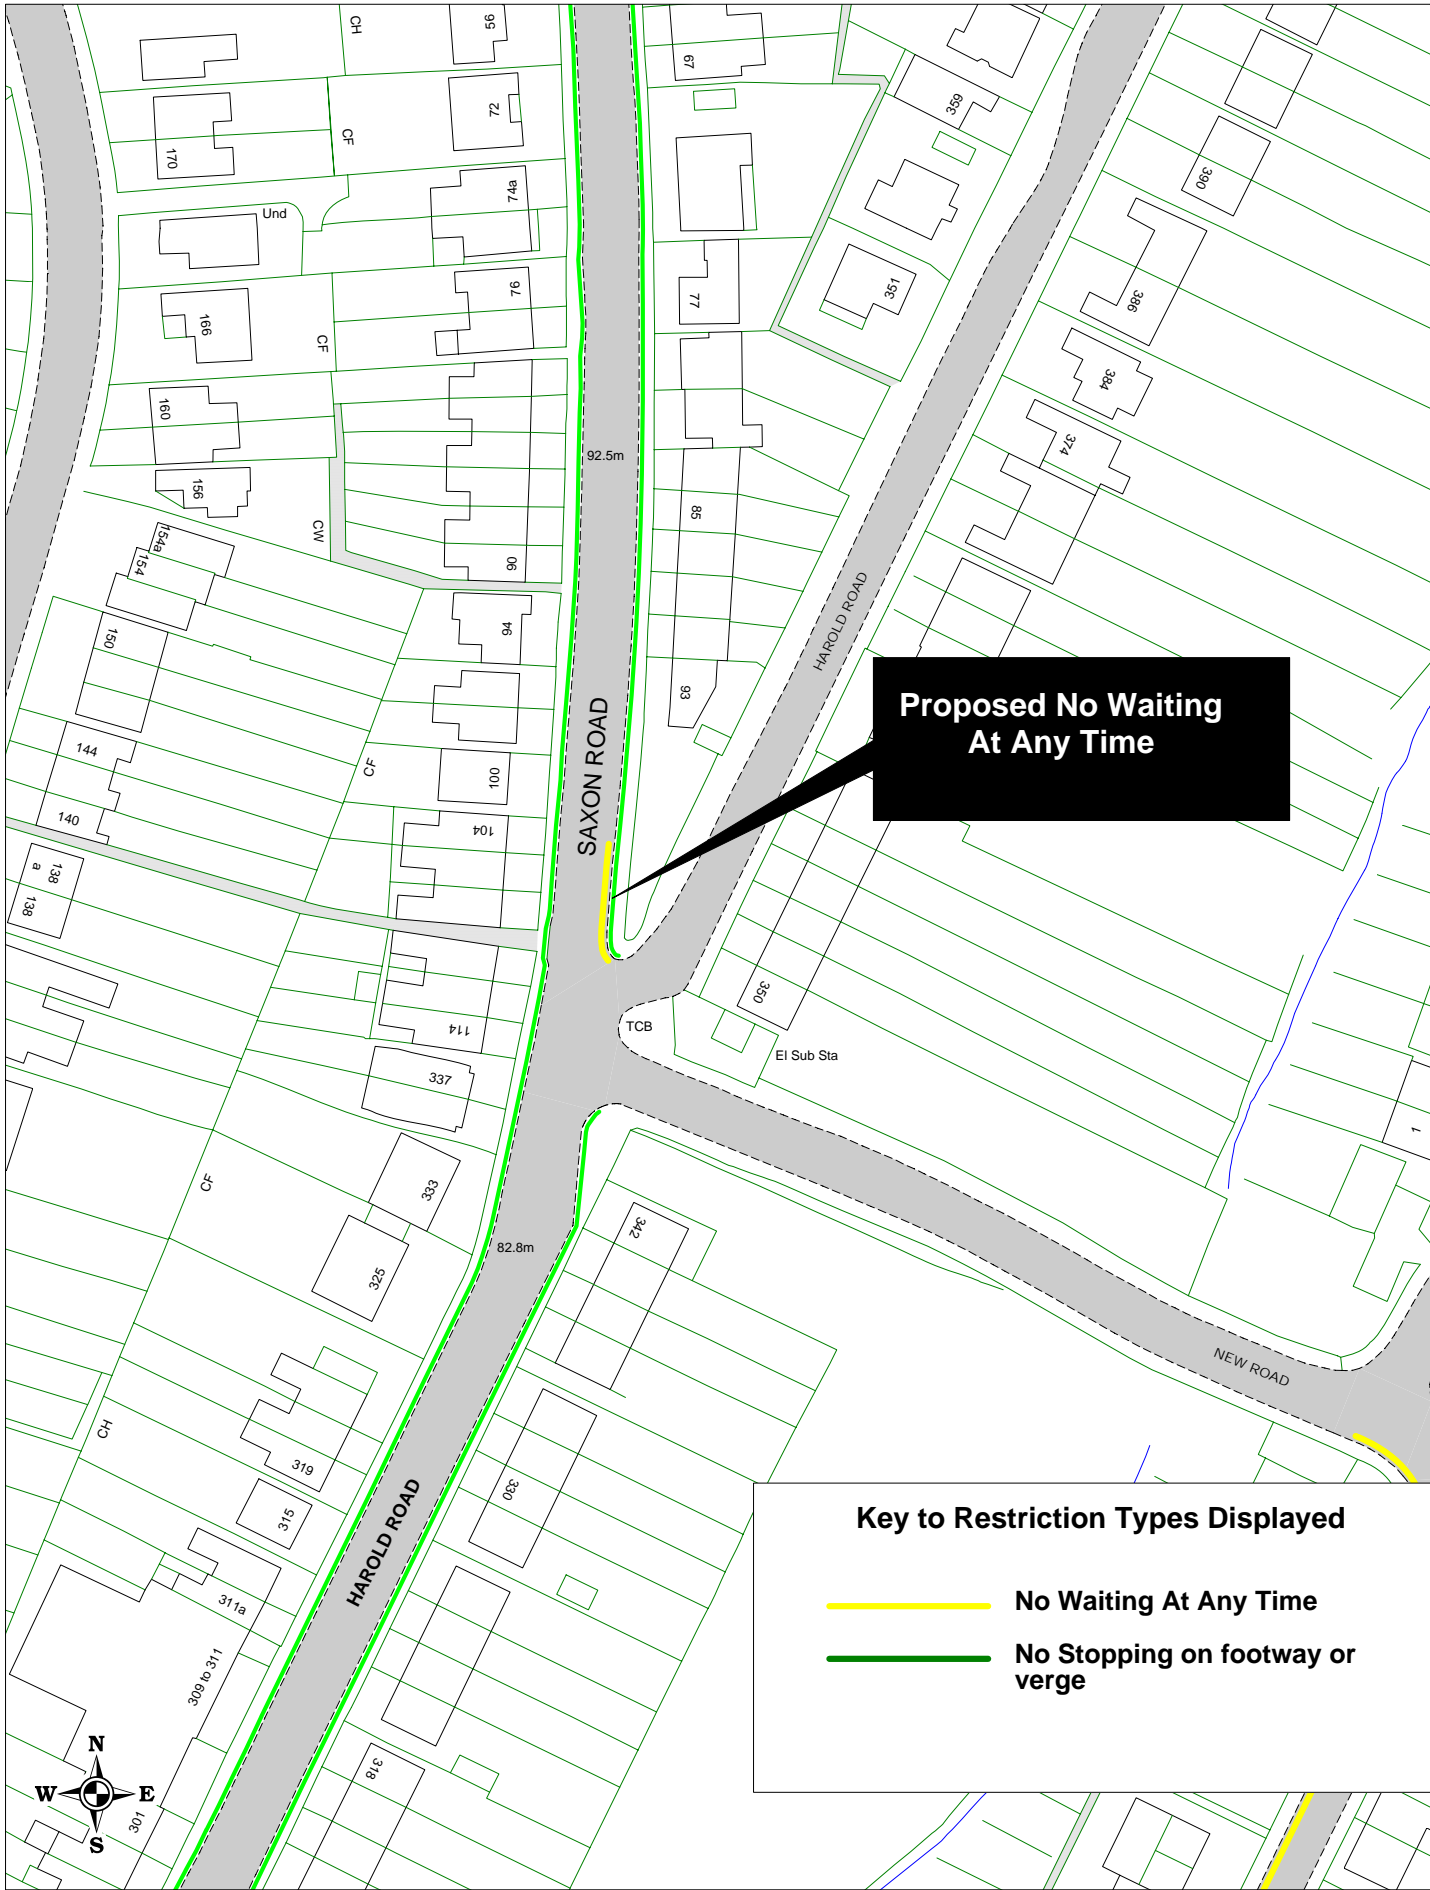 CH
56
67
72
359
170
CF
390
74a
Und
76
77
351
386
166
CF
384
160
374
92.5m
156
85
CW
154a
154
90
HAROLD ROAD
94
150
93
Proposed No Waiting
At Any Time
SAXON ROAD
144
CF
100
140
104
138
a
138
350
TCB
114
El Sub Sta
337
1
CF
333
342
82.8m
325
NEW ROAD
CH
319
330
315
Key to Restriction Types Displayed
HAROLD ROAD
No Waiting At Any Time
311a
No Stopping on footway or
verge
309 to 311
318
N
W
E
S
301